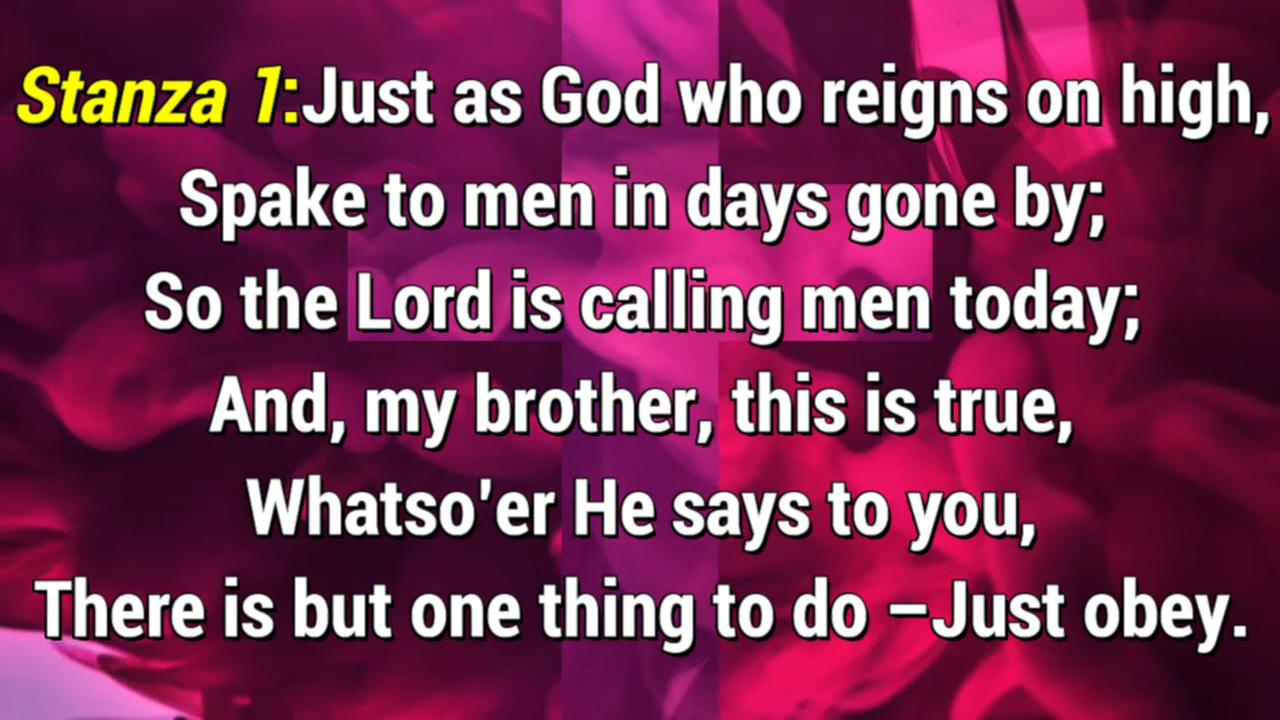 Stanza 1:Just as God who reigns on high,
Spake to men in days gone by;
So the Lord is calling men today;
And, my brother, this is true,
Whatso'er He says to you,
There is but one thing to do –Just obey.